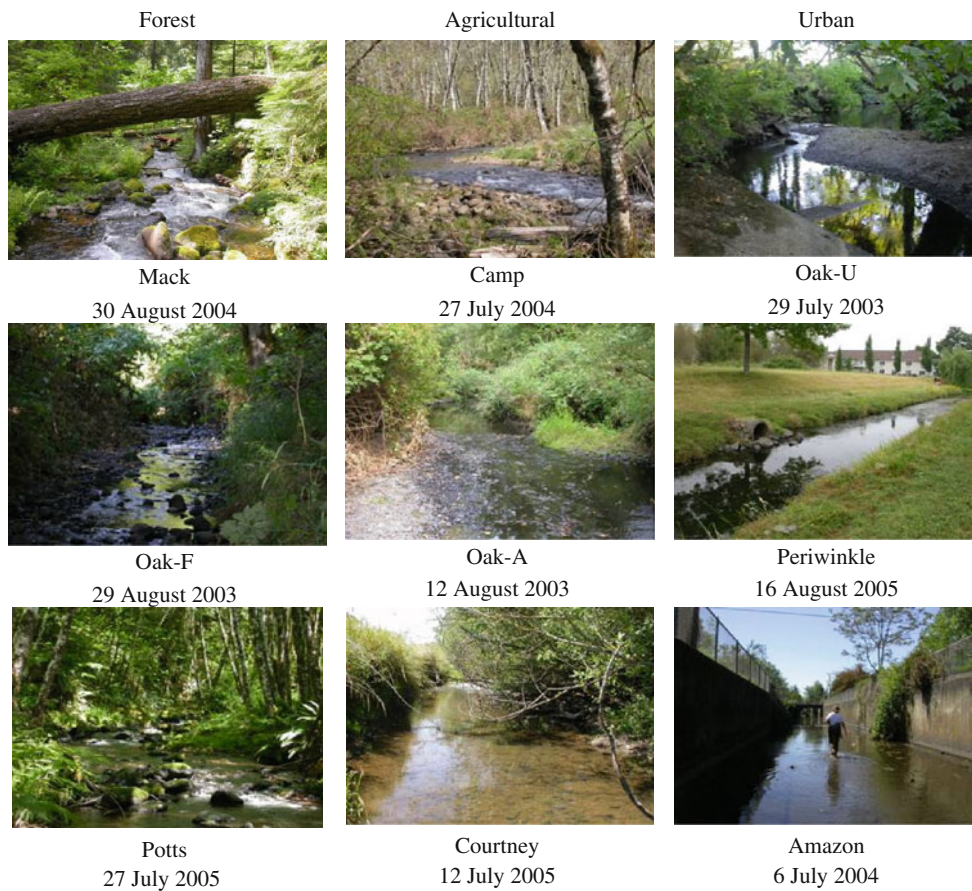 Forest
Agricultural
Urban
Mack
Camp
Oak-U
30 August 2004
27 July 2004
29 July 2003
Oak-F
Oak-A
Periwinkle
29 August 2003
12 August 2003
16 August 2005
Potts
Courtney
Amazon
27 July 2005
12 July 2005
6 July 2004